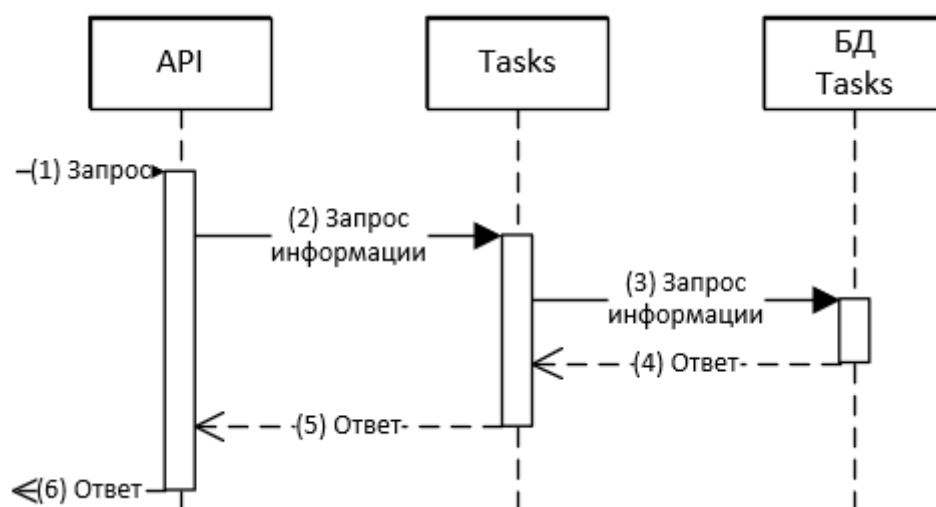 API
Tasks
БД
Tasks
(1) Запрос
(2) Запрос
информации
(3) Запрос
информации
(4) Ответ
(5) Ответ
(6) Ответ